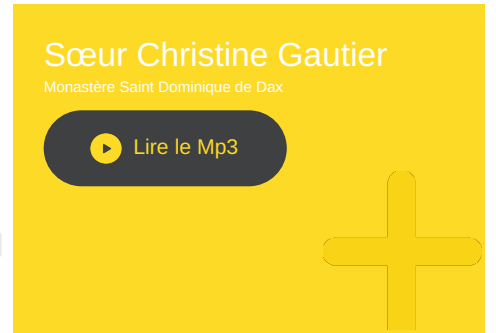 Sœur Christine Gautier
Monastère Saint Dominique de Dax
Lire le Mp3